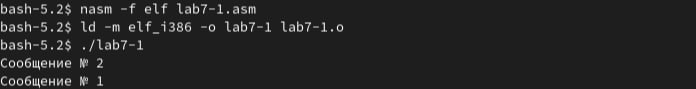 bash-5.2$ nasm -f elf lab7-1.asm
bash-5.2$ ld -m elf_i386 -o lab7-1 lab7-1.o
bash-5.2$ ./lab7-1
Сообщение № 2
Сообщение № 1